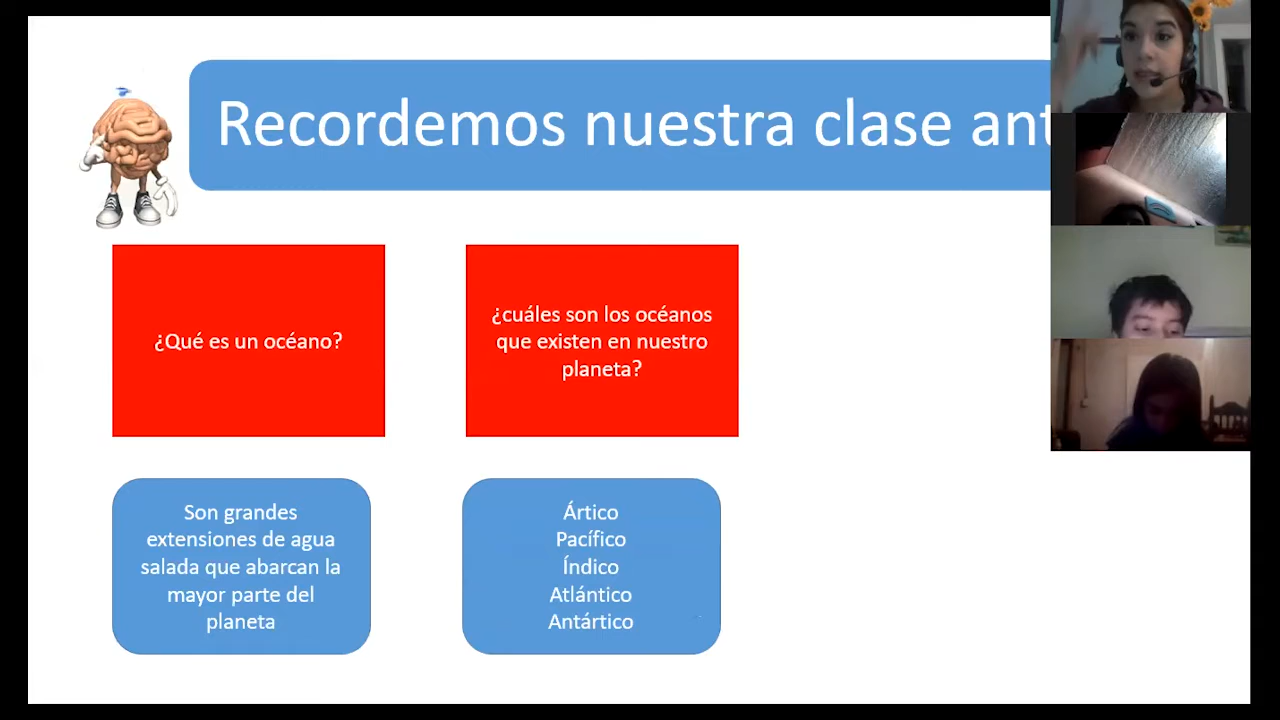 Recordemos nuestra clase ant
¿Qué es un océano?
¿cuáles son los océanos
que existen en nuestro
planeta?
Son grandes
extensiones de agua
salada que abarcan la
mayor parte del
planeta
Ártico
Pacífico
Índico
Atlántico
Antártico